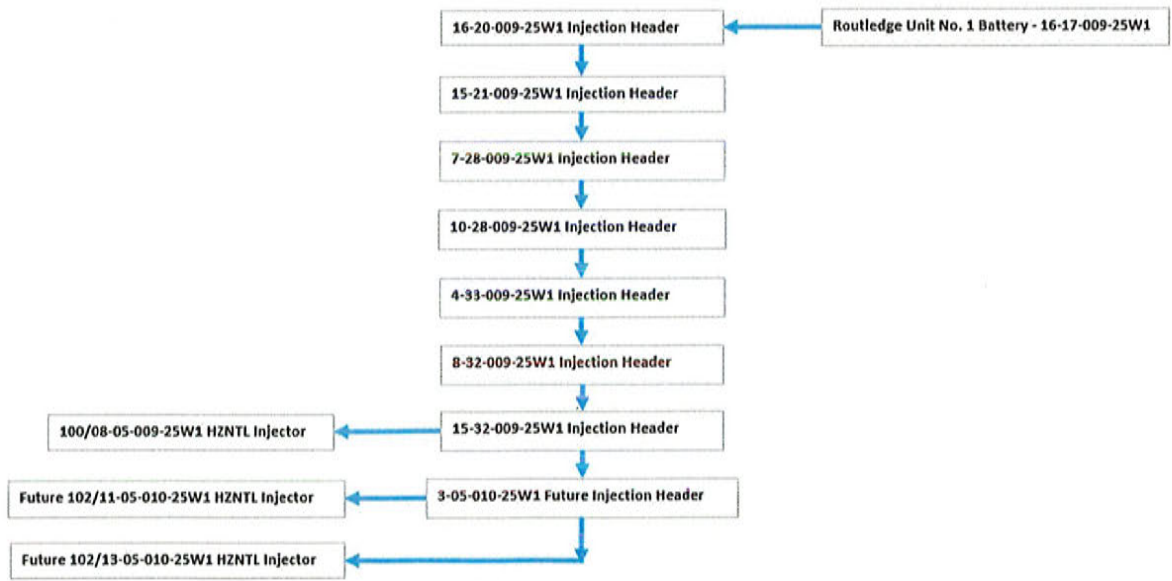 16-20-009-25W1 Injection Header
Routledge Unit No. 1 Battery - 16-17-009-25W1
15-21-009-25W1 Injection Header
7-28-009-25W1 Injection Header
10-28-009-25W1 Injection Header
4-33-009-25W1 Injection Header
8-32-009-25W1 Injection Header
100/08-05-009-25W1 HZNTL Injector
15-32-009-25W1 Injection Header
Future 102/11-05-010-25W1 HZNTL Injector
3-05-010-25W1 Future Injection Header
Future 102/13-05-010-25W1 HZNTL Injector